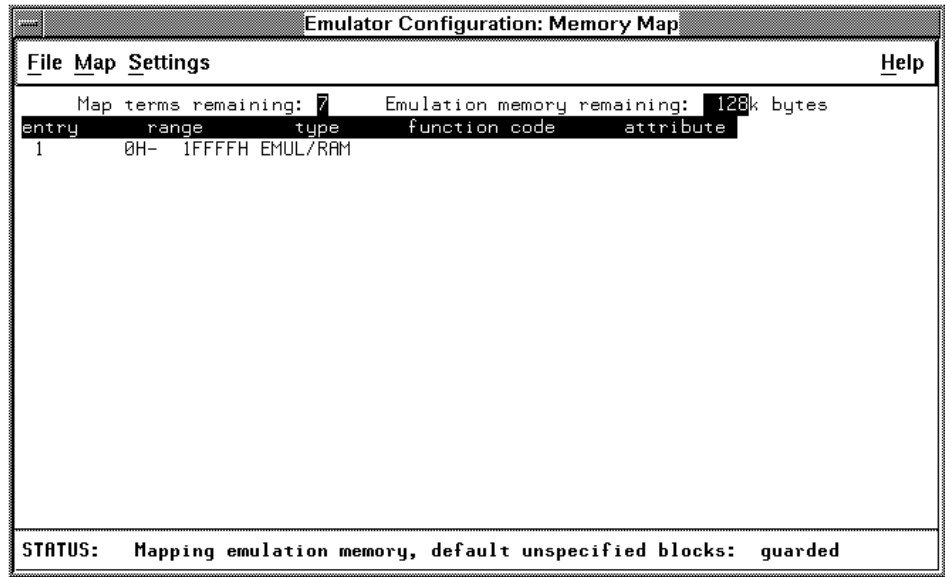 Emulator Configuration: Memory Map
File Map Settings Help
Map terms remaining: 7 Emulation memory remaining: 128k bytes
entry range type function code attribute
1 0H- 1FFFFH EMUL/RAM
STATUS: Mapping emulation memory, default unspecified blocks: guarded